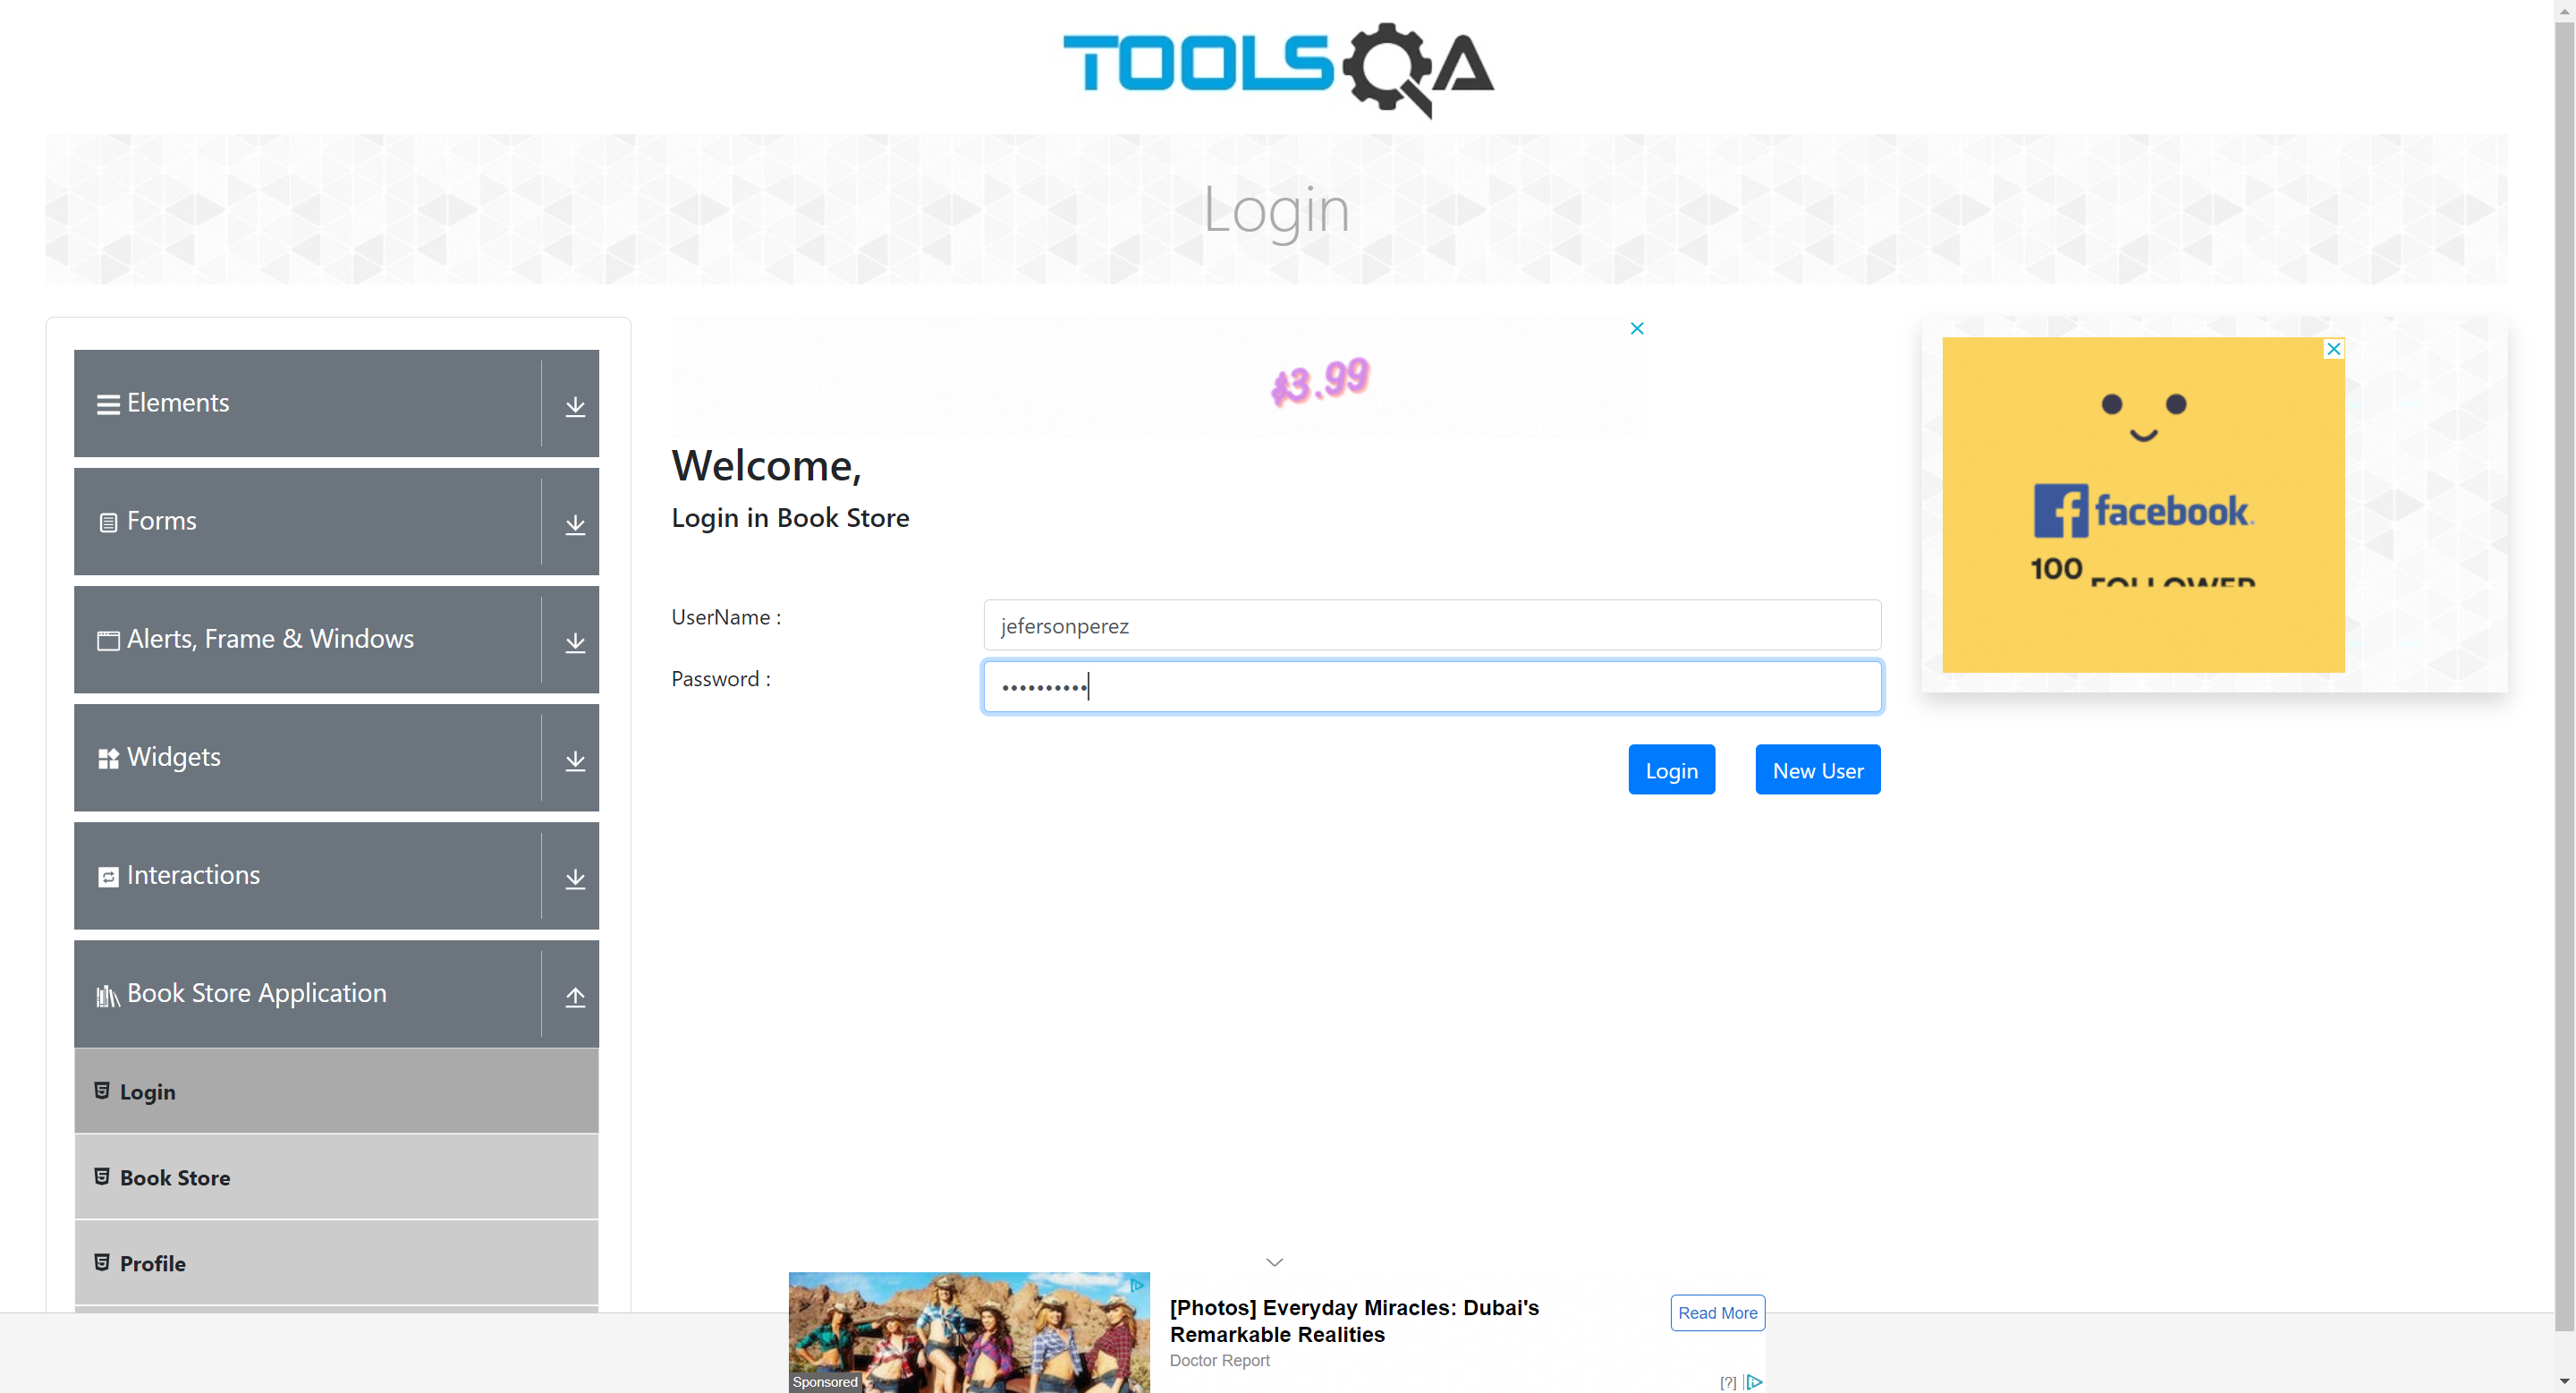 TOOLSQA
Login
Elements
Forms
Alerts, Frame & Windows
Widgets
Interactions
Book Store Application
Login
Book Store
Profile
$3.99
Welcome,
Login in Book Store
UserName :
jefersonperez
Password :
••••••••••
Login
New User
facebook.
100 FOLLOWER
[Photos] Everyday Miracles: Dubai's
Remarkable Realities
Doctor Report
Read More
Sponsored
[?]